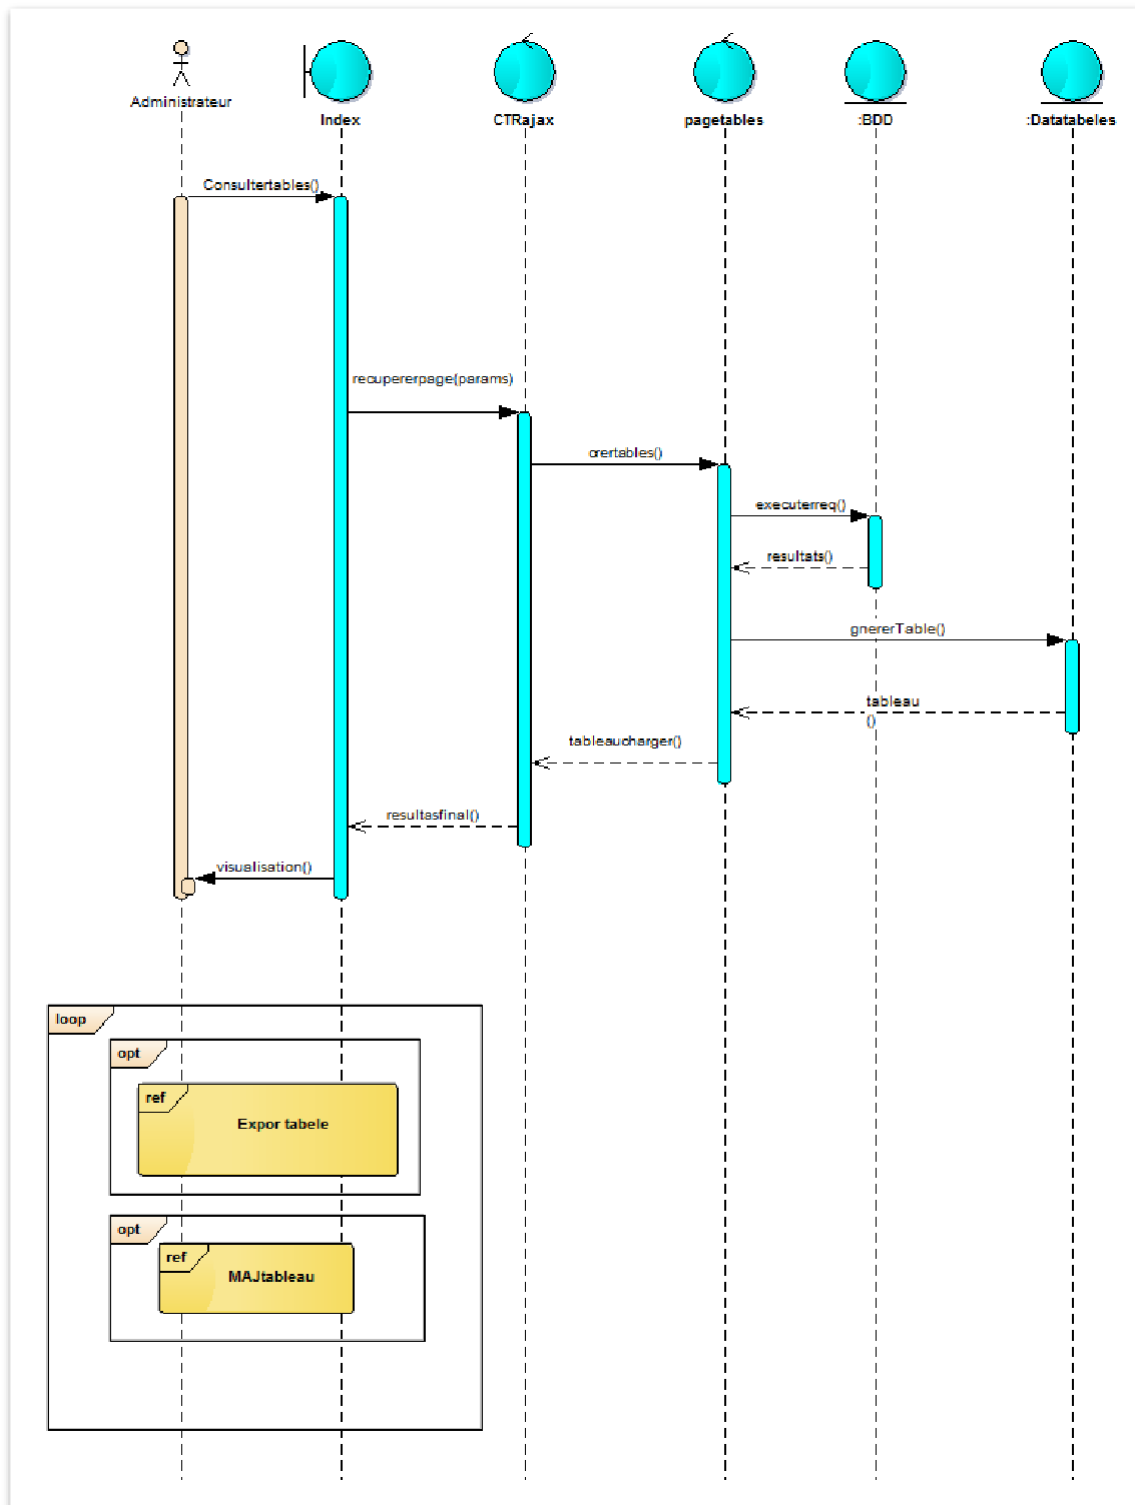 Administrateur
Index
CTRajax
pagetables
:BDD
:Datatabeles
Consultertables()
recupererpage(params)
crertables()
executerreq()
resultats()
gnererTable()
tableau
()
tableaucharger()
resultasfinal()
visualisation()
loop
opt
ref
Expor tabele
opt
ref
MAJtableau